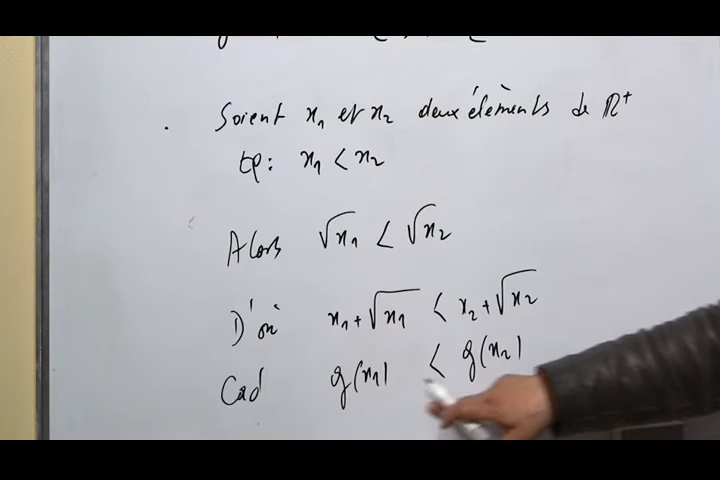 Soient x₁ et x₂ deux éléments de ℝ⁺
tq: x₁ < x₂
Alors √x₁ < √x₂
D'où x₁ + √x₁ < x₂ + √x₂
Càd g(x₁) < g(x₂)